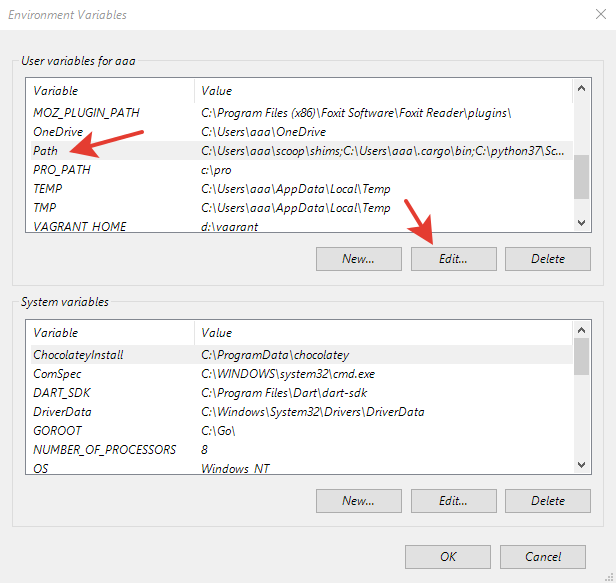 Environment Variables
User variables for aaa
Variable Value
MOZ_PLUGIN_PATH C:\Program Files (x86)\Foxit Software\Foxit Reader\plugins\
OneDrive C:\Users\aaa\OneDrive
Path C:\Users\aaa\scoop\shims;C:\Users\aaa\.cargo\bin;C:\python37\Sc...
PRO_PATH c:\pro
TEMP C:\Users\aaa\AppData\Local\Temp
TMP C:\Users\aaa\AppData\Local\Temp
VAGRANT_HOME d:\vagrant
New... Edit... Delete
System variables
Variable Value
ChocolateyInstall C:\ProgramData\chocolatey
ComSpec C:\WINDOWS\system32\cmd.exe
DART_SDK C:\Program Files\Dart\dart-sdk
DriverData C:\Windows\System32\Drivers\DriverData
GOROOT C:\Go\
NUMBER_OF_PROCESSORS 8
OS Windows_NT
New... Edit... Delete
OK Cancel